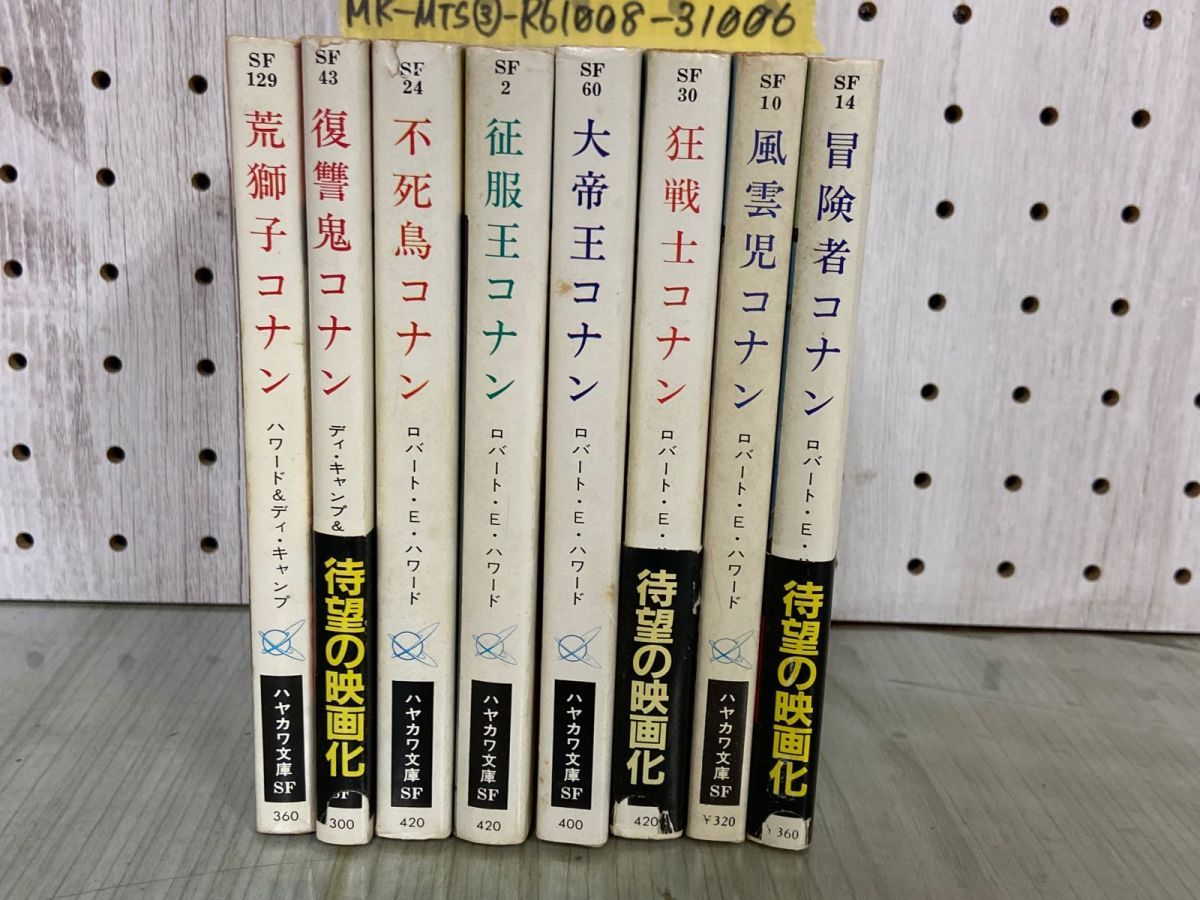 MK-MTS③-R61008-31006
SF
129
荒獅子コナン
ハワード&ディ・キャンプ
ハヤカワ文庫
SF
360
SF
43
復讐鬼コナン
ディ・キャンプ&
待望の映画化
SF
300
SF
24
不死鳥コナン
ロバート・E・ハワード
ハヤカワ文庫
SF
420
SF
2
征服王コナン
ロバート・E・ハワード
ハヤカワ文庫
SF
420
SF
60
大帝王コナン
ロバート・E・ハワード
ハヤカワ文庫
SF
400
SF
30
狂戦士コナン
ロバート・E・
待望の映画化
420
SF
10
風雲児コナン
ロバート・E・ハワード
ハヤカワ文庫
SF
¥320
SF
14
冒険者コナン
ロバート・E・
待望の映画化
¥360